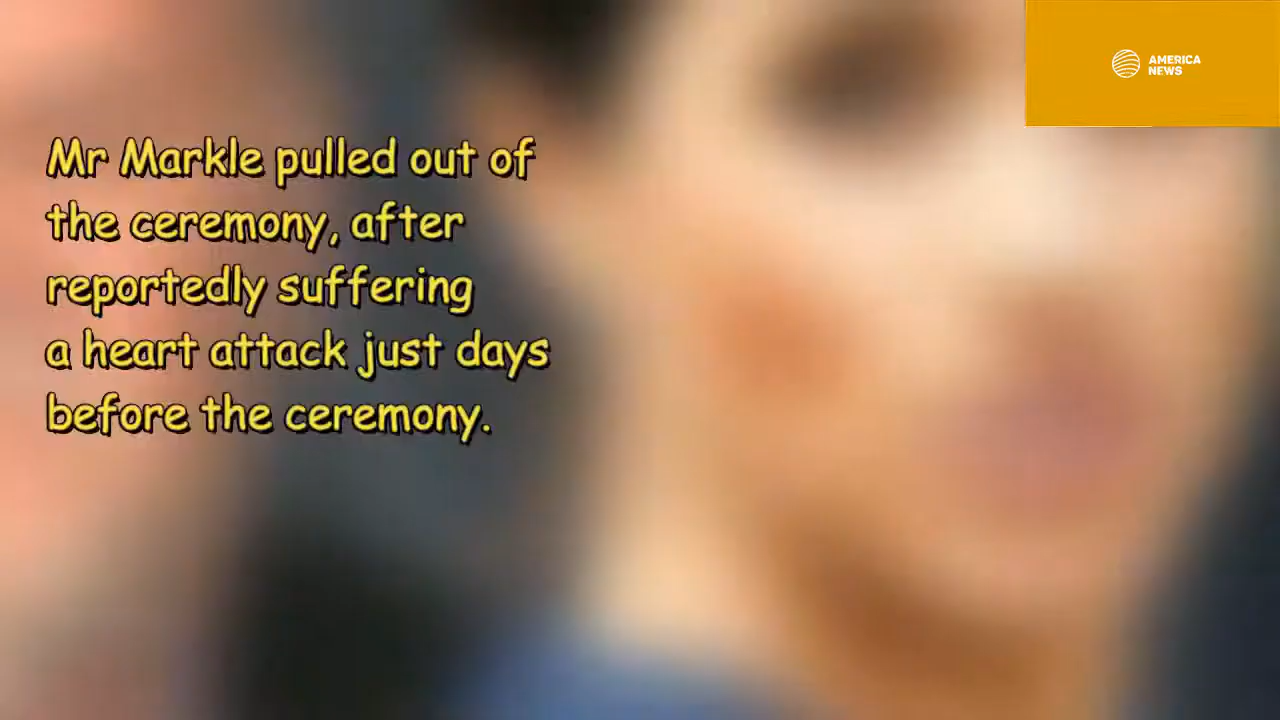 AMERICA
NEWS
Mr Markle pulled out of
the ceremony, after
reportedly suffering
a heart attack just days
before the ceremony.